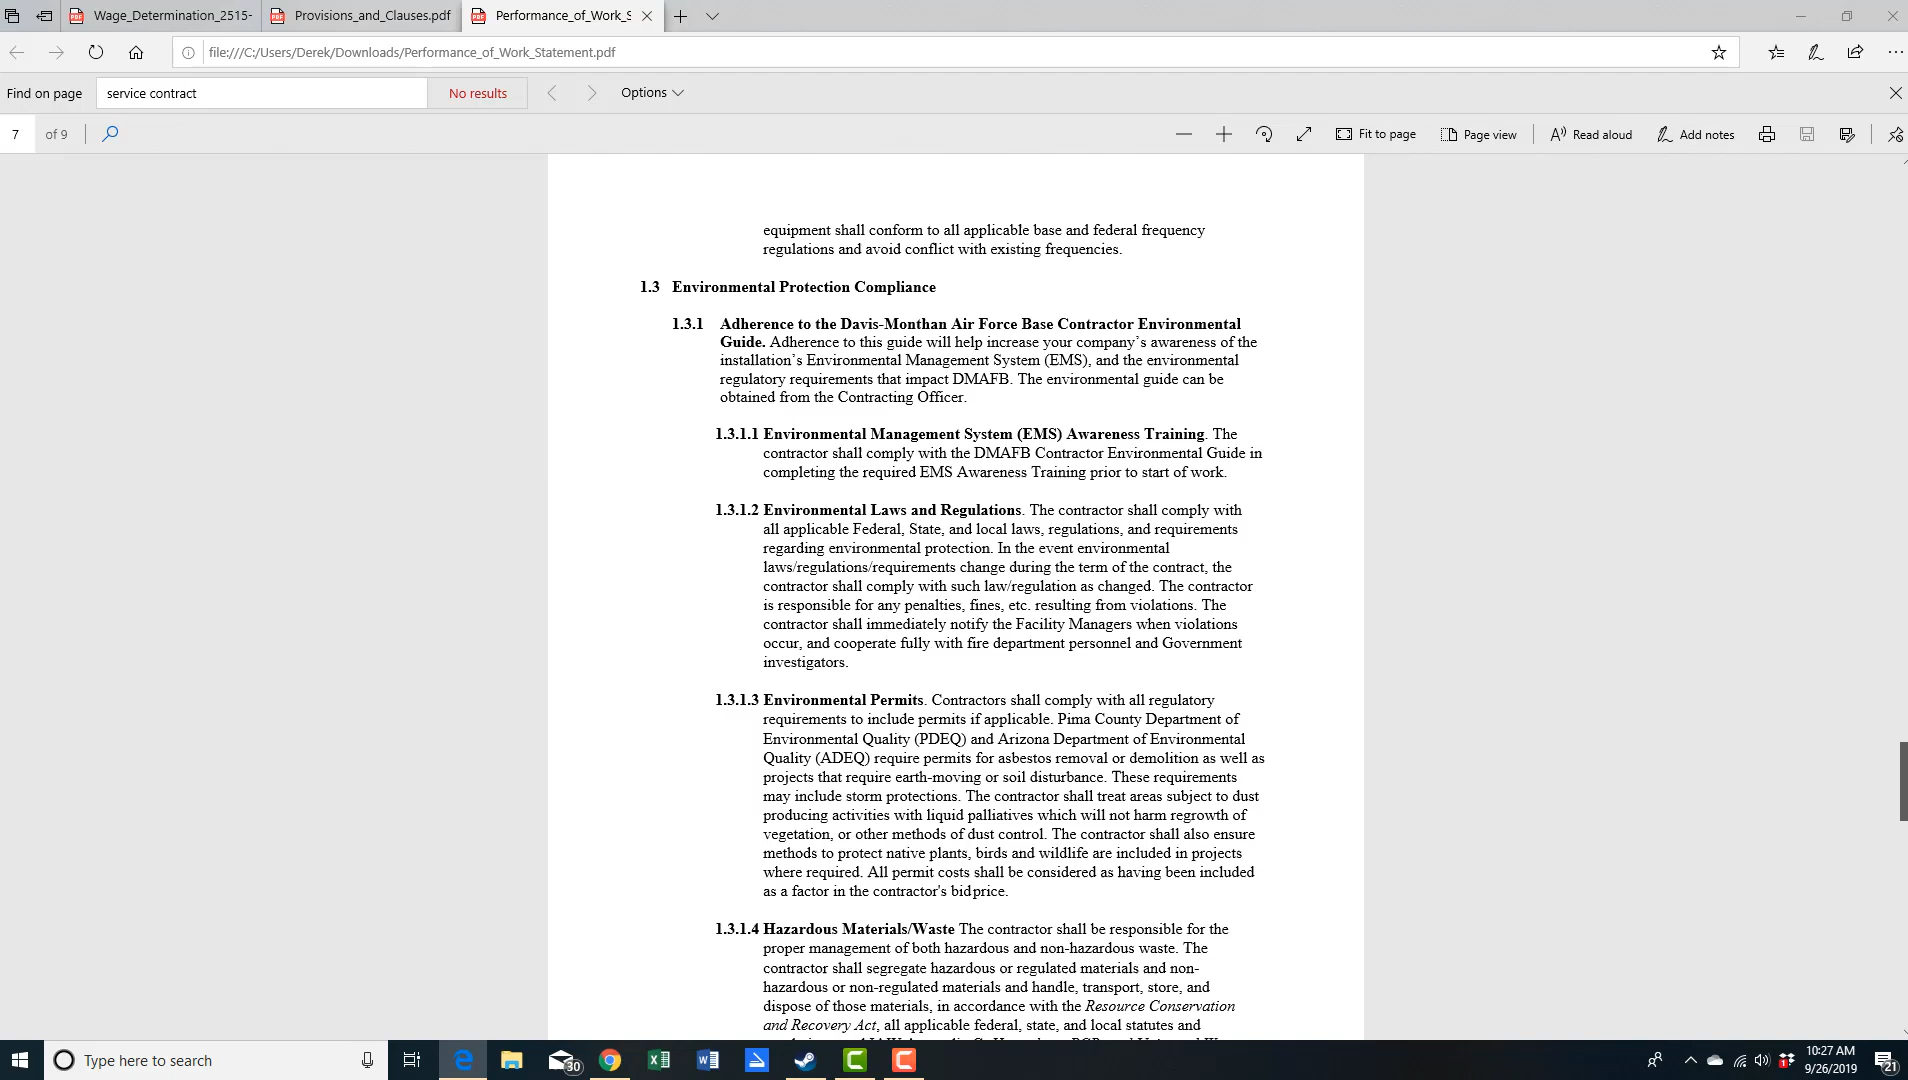 Wage_Determination_2515-
Provisions_and_Clauses.pdf
Performance_of_Work_S
file:///C:/Users/Derek/Downloads/Performance_of_Work_Statement.pdf
Find on page
service contract
No results
Options
7
of 9
Fit to page
Page view
Read aloud
Add notes
equipment shall conform to all applicable base and federal frequency
regulations and avoid conflict with existing frequencies.
1.3 Environmental Protection Compliance
1.3.1 Adherence to the Davis-Monthan Air Force Base Contractor Environmental
Guide. Adherence to this guide will help increase your company's awareness of the
installation's Environmental Management System (EMS), and the environmental
regulatory requirements that impact DMAFB. The environmental guide can be
obtained from the Contracting Officer.
1.3.1.1 Environmental Management System (EMS) Awareness Training. The
contractor shall comply with the DMAFB Contractor Environmental Guide in
completing the required EMS Awareness Training prior to start of work.
1.3.1.2 Environmental Laws and Regulations. The contractor shall comply with
all applicable Federal, State, and local laws, regulations, and requirements
regarding environmental protection. In the event environmental
laws/regulations/requirements change during the term of the contract, the
contractor shall comply with such law/regulation as changed. The contractor
is responsible for any penalties, fines, etc. resulting from violations. The
contractor shall immediately notify the Facility Managers when violations
occur, and cooperate fully with fire department personnel and Government
investigators.
1.3.1.3 Environmental Permits. Contractors shall comply with all regulatory
requirements to include permits if applicable. Pima County Department of
Environmental Quality (PDEQ) and Arizona Department of Environmental
Quality (ADEQ) require permits for asbestos removal or demolition as well as
projects that require earth-moving or soil disturbance. These requirements
may include storm protections. The contractor shall treat areas subject to dust
producing activities with liquid palliatives which will not harm regrowth of
vegetation, or other methods of dust control. The contractor shall also ensure
methods to protect native plants, birds and wildlife are included in projects
where required. All permit costs shall be considered as having been included
as a factor in the contractor's bid price.
1.3.1.4 Hazardous Materials/Waste The contractor shall be responsible for the
proper management of both hazardous and non-hazardous waste. The
contractor shall segregate hazardous or regulated materials and non-
hazardous or non-regulated materials and handle, transport, store, and
dispose of those materials, in accordance with the Resource Conservation
and Recovery Act, all applicable federal, state, and local statutes and
Type here to search
30
10:27 AM
9/26/2019
21